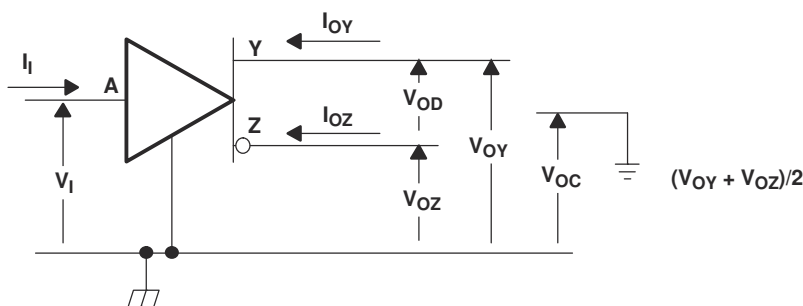 I_OY
I_I
A
Y
V_OD
Z
I_OZ
V_OY
V_I
V_OZ
V_OC
(V_OY + V_OZ)/2